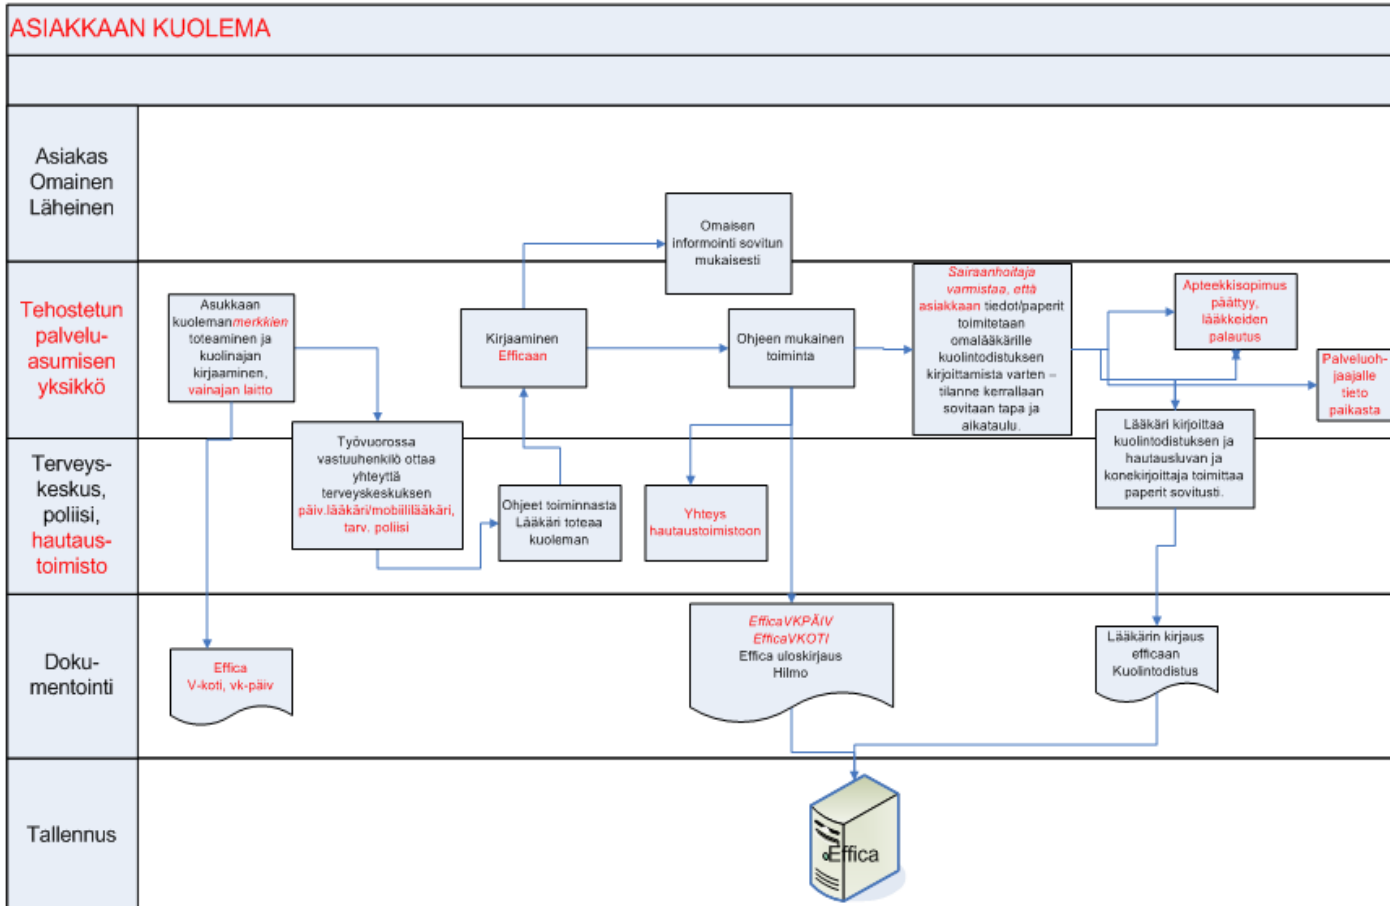 ASIAKKAAN KUOLEMA
Asiakas
Omainen
Läheinen
Omaisen
informointi sovitun
mukaisesti
Tehostetun
palvelu-
asumisen
yksikkö
Asukkaan
kuolemanmerkkien
toteaminen ja
kuolinajan
kirjaaminen,
vainajan laitto
Kirjaaminen
Efficaan
Ohjeen mukainen
toiminta
Sairaanhoitaja
varmistaa, että
asiakkaan tiedot/paperit
toimitetaan
omalääkärille
kuolintodistuksen
kirjoittamista varten –
tilanne kerrallaan
sovitaan tapa ja
aikataulu.
Apteekkisopimus
päättyy,
lääkkeiden
palautus
Palveluoh-
jaajalle
tieto
paikasta
Terveys-
keskus,
poliisi,
hautaus-
toimisto
Työvuorossa
vastuuhenkilö ottaa
yhteyttä
terveyskeskuksen
päiv.lääkäri/mobiililääkäri,
tarv. poliisi
Ohjeet toiminnasta
Lääkäri toteaa
kuoleman
Yhteys
hautaustoimistoon
Lääkäri kirjoittaa
kuolintodistuksen ja
hautausluvan ja
konekirjoittaja toimittaa
paperit sovitusti.
Doku-
mentointi
Effica
V-koti, vk-päiv
EfficaVKPÄIV
EfficaVKOTI
Effica uloskirjaus
Hilmo
Lääkärin kirjaus
efficaan
Kuolintodistus
Tallennus
Effica